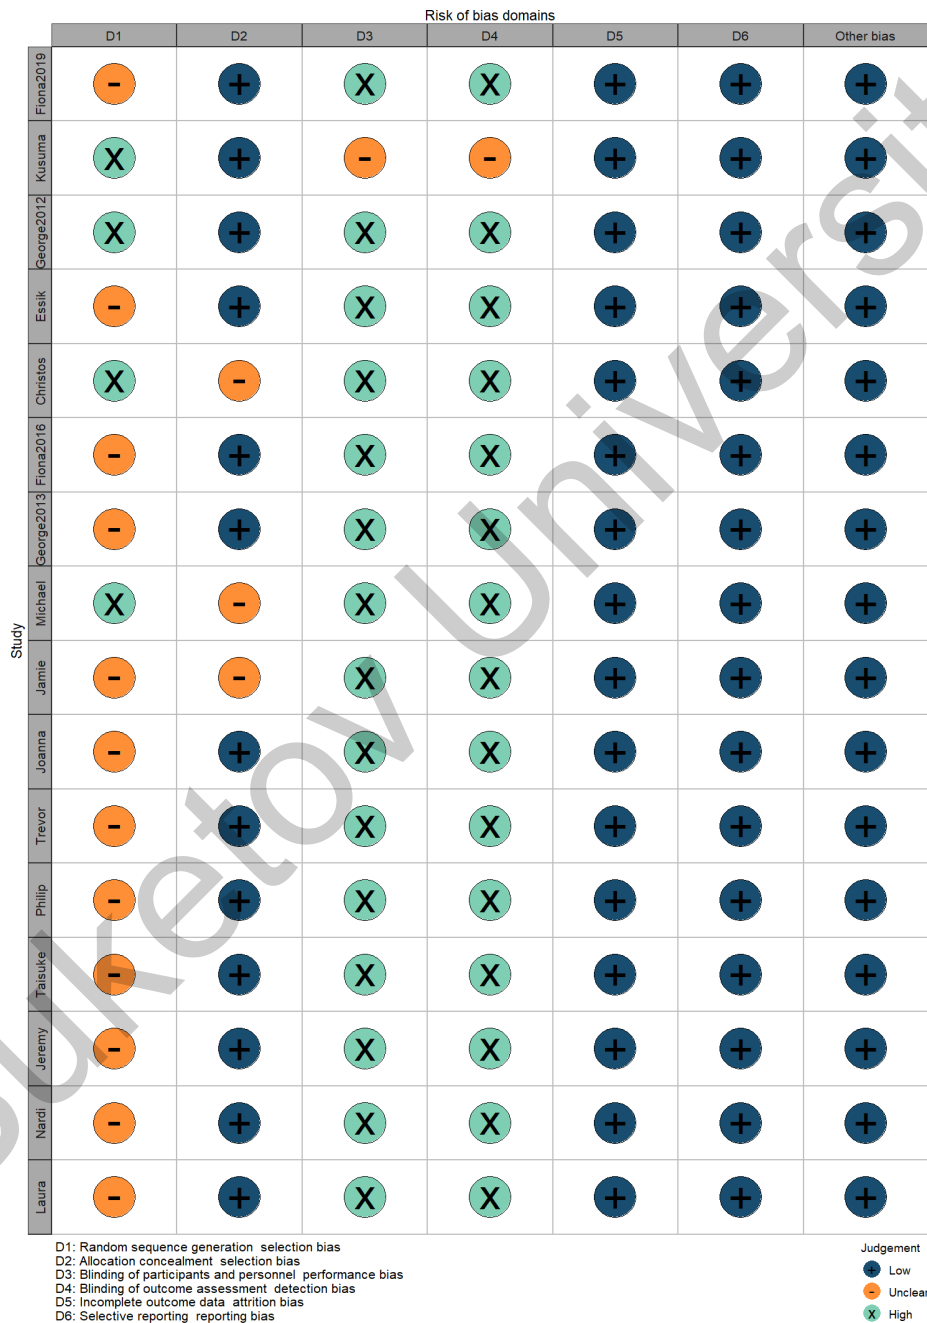 Risk of bias domains
D1 D2 D3 D4 D5 D6 Other bias
Study
Fiona2019 - + X X + + +
Kusuma X + - - + + +
George2012 X + X X + + +
Essik - + X X + + +
Christos X - X X + + +
Fiona2016 - + X X + + +
George2013 - + X X + + +
Michael X - X X + + +
Jamie - - X X + + +
Joanna - + X X + + +
Trevor - + X X + + +
Philip - + X X + + +
Taisuke - + X X + + +
Jeremy - + X X + + +
Nardi - + X X + + +
Laura - + X X + + +
D1: Random sequence generation selection bias
D2: Allocation concealment selection bias
D3: Blinding of participants and personnel performance bias
D4: Blinding of outcome assessment detection bias
D5: Incomplete outcome data attrition bias
D6: Selective reporting reporting bias
Judgement
+ Low
- Unclear
X High
uketov Universit